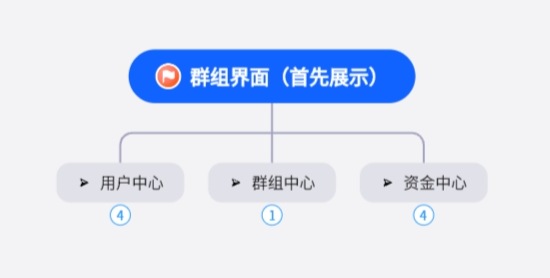 群组界面（首先展示）
➢ 用户中心
➢ 群组中心
➢ 资金中心
4
1
4